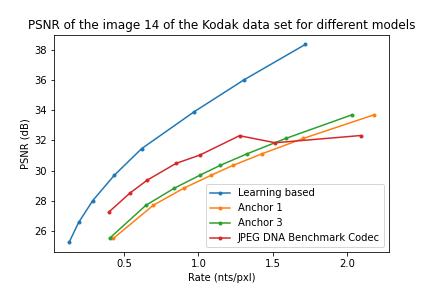 PSNR of the image 14 of the Kodak data set for different models
PSNR (dB)
38
36
34
32
30
28
26
Learning based
Anchor 1
Anchor 3
JPEG DNA Benchmark Codec
0.5 1.0 1.5 2.0
Rate (nts/pxl)